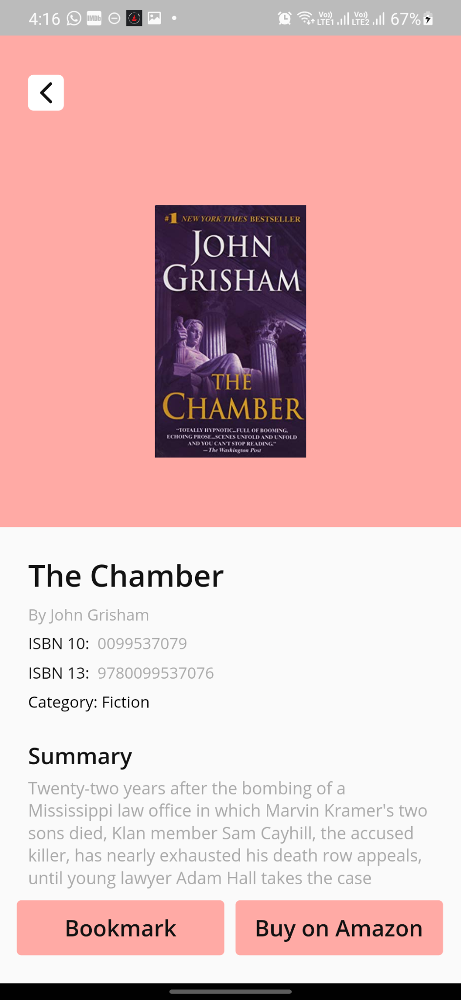 4:16 IMDb Vo)) LTE1 Vo)) LTE2 67%
#1 NEW YORK TIMES BESTSELLER
JOHN
GRISHAM
THE
CHAMBER
"TOTALLY HYPNOTIC...FULL OF BOOMING,
ECHOING PROSE...SCENES UNFOLD AND UNFOLD
AND YOU CAN'T STOP READING."
—The Washington Post
The Chamber
By John Grisham
ISBN 10: 0099537079
ISBN 13: 9780099537076
Category: Fiction
Summary
Twenty-two years after the bombing of a
Mississippi law office in which Marvin Kramer's two
sons died, Klan member Sam Cayhill, the accused
killer, has nearly exhausted his death row appeals,
until young lawyer Adam Hall takes the case
Bookmark Buy on Amazon